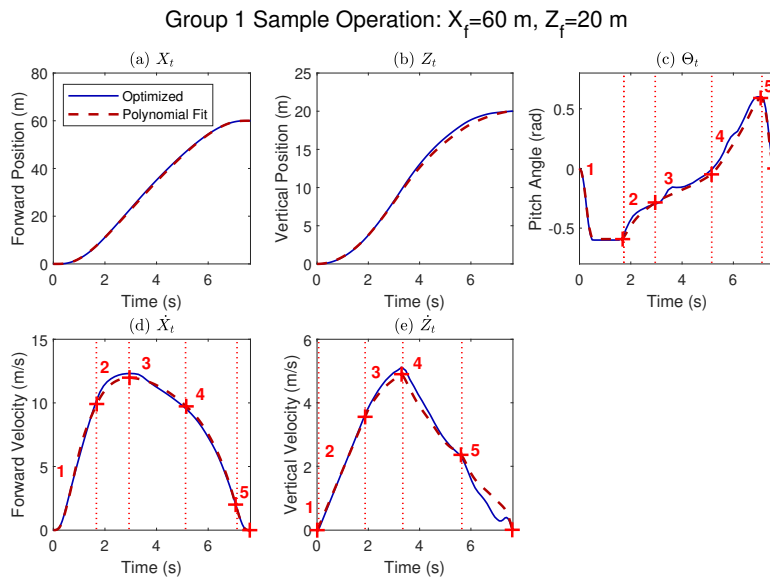 Group 1 Sample Operation: X_f=60 m, Z_f=20 m
(a) X_t
80
60
40
20
0
0 2 4 6
Forward Position (m)
Time (s)
Optimized
Polynomial Fit
(b) Z_t
25
20
15
10
5
0
0 2 4 6
Vertical Position (m)
Time (s)
(c) Θ_t
0.5
0
-0.5
0 2 4 6
Pitch Angle (rad)
Time (s)
1
2
3
4
5
(d) Ẋ_t
15
10
5
0
0 2 4 6
Forward Velocity (m/s)
Time (s)
1
2
3
4
5
(e) Ż_t
6
4
2
0
0 2 4 6
Vertical Velocity (m/s)
Time (s)
1
2
3
4
5